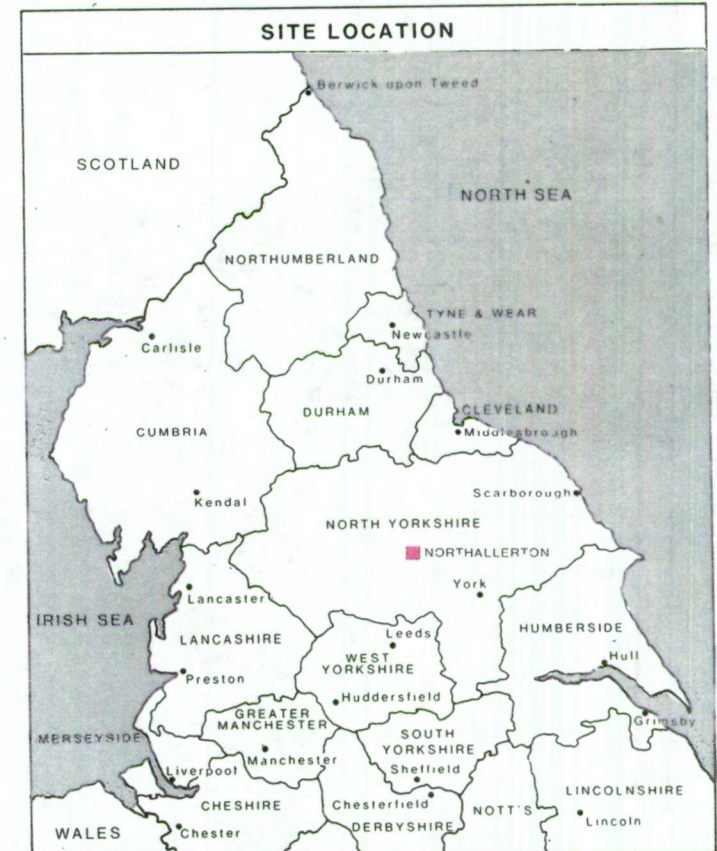 SITE LOCATION
Berwick upon Tweed
SCOTLAND
NORTH SEA
NORTHUMBERLAND
TYNE & WEAR
Newcastle
Carlisle
Durham
DURHAM
CLEVELAND
CUMBRIA
Middlesbrough
Scarborough
Kendal
NORTH YORKSHIRE
NORTHALLERTON
York
Lancaster
IRISH SEA
HUMBERSIDE
LANCASHIRE
Leeds
WEST
YORKSHIRE
Hull
Preston
Huddersfield
GREATER
MANCHESTER
Grimsby
MERSEYSIDE
SOUTH
YORKSHIRE
Manchester
Liverpool
Sheffield
LINCOLNSHIRE
CHESHIRE
Chesterfield
NOTT'S
Lincoln
WALES
Chester
DERBYSHIRE